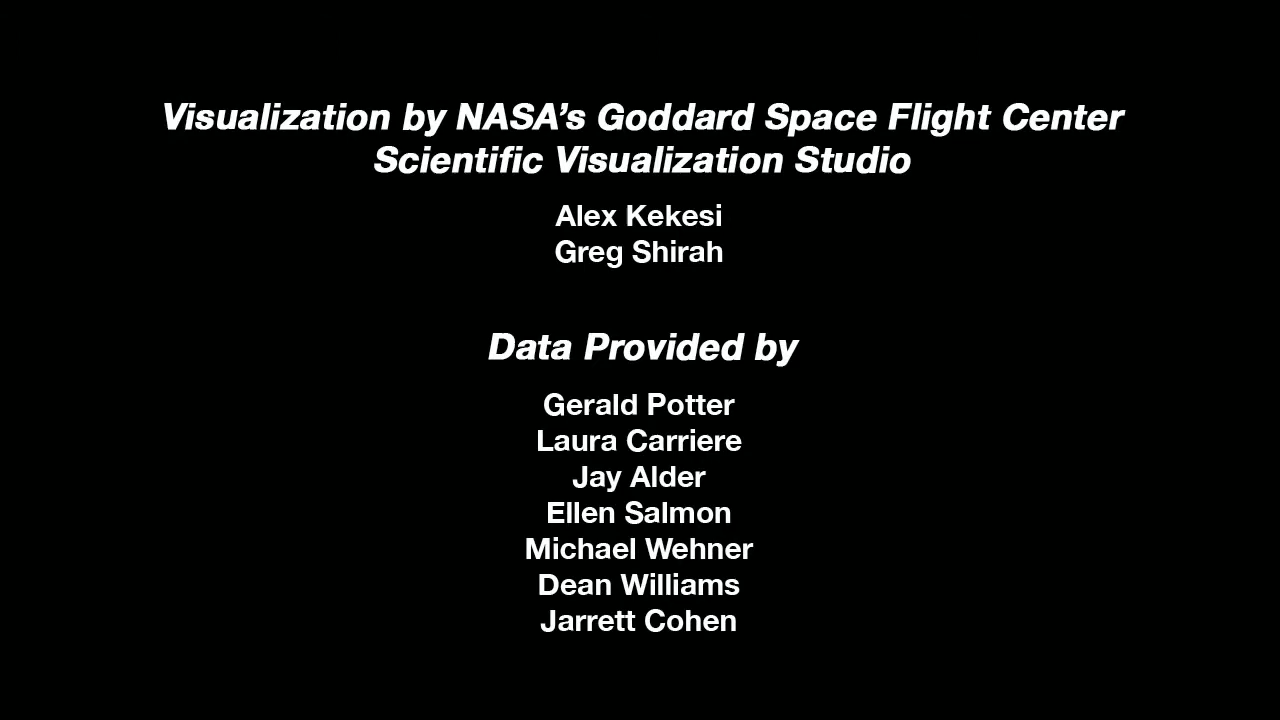 Visualization by NASA’s Goddard Space Flight Center
Scientific Visualization Studio
Alex Kekesi
Greg Shirah
Data Provided by
Gerald Potter
Laura Carriere
Jay Alder
Ellen Salmon
Michael Wehner
Dean Williams
Jarrett Cohen